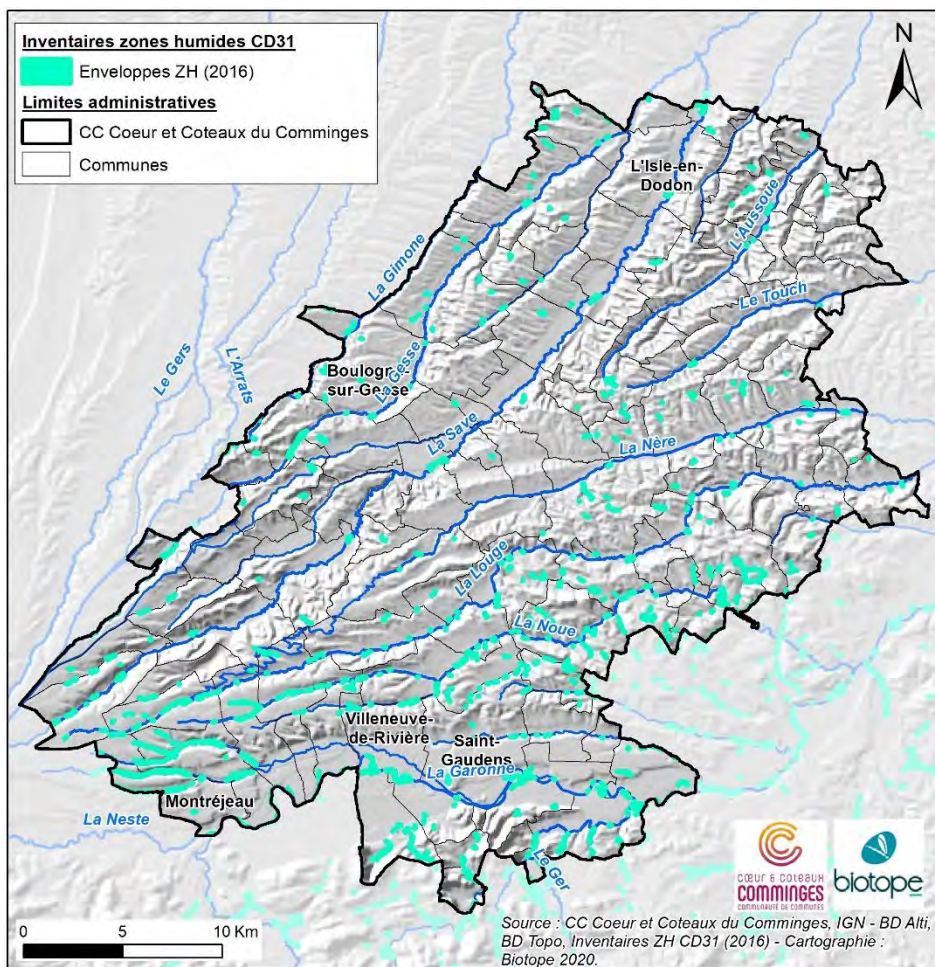 Inventaires zones humides CD31
Enveloppes ZH (2016)
Limites administratives
CC Coeur et Coteaux du Comminges
Communes
N
L'Isle-en-
Dodon
L'Aussoue
La Gimone
Le Touch
Le Gers
L'Arrats
Boulogne-
sur-Gesse
La Gesse
La Save
La Nère
La Louge
La Noue
Villeneuve-
de-Rivière
Saint-
Gaudens
La Garonne
Montréjeau
La Neste
Le Ger
0 5 10 Km
CŒUR & COTEAUX
COMMINGES
COMMUNAUTÉ DE COMMUNES
biotope
Source : CC Coeur et Coteaux du Comminges, IGN - BD Alti,
BD Topo, Inventaires ZH CD31 (2016) - Cartographie :
Biotope 2020.